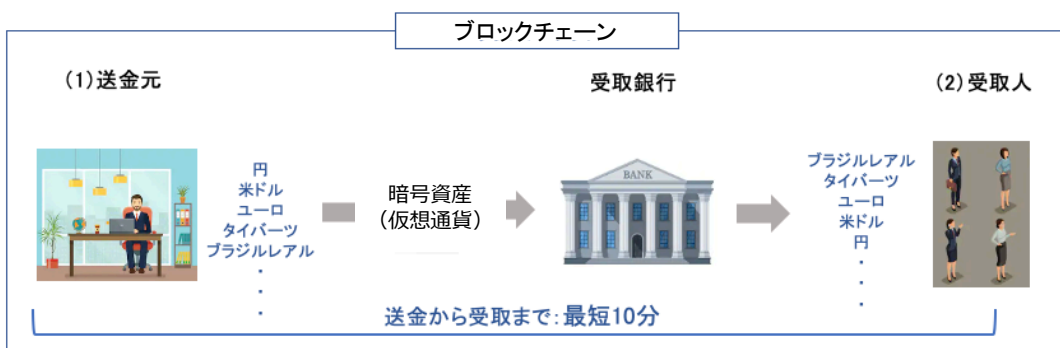 ブロックチェーン
(1)送金元
受取銀行
(2)受取人
円
米ドル
ユーロ
タイバーツ
ブラジルレアル
・
・
・
暗号資産
(仮想通貨)
BANK
ブラジルレアル
タイバーツ
ユーロ
米ドル
円
・
・
・
送金から受取まで:最短10分